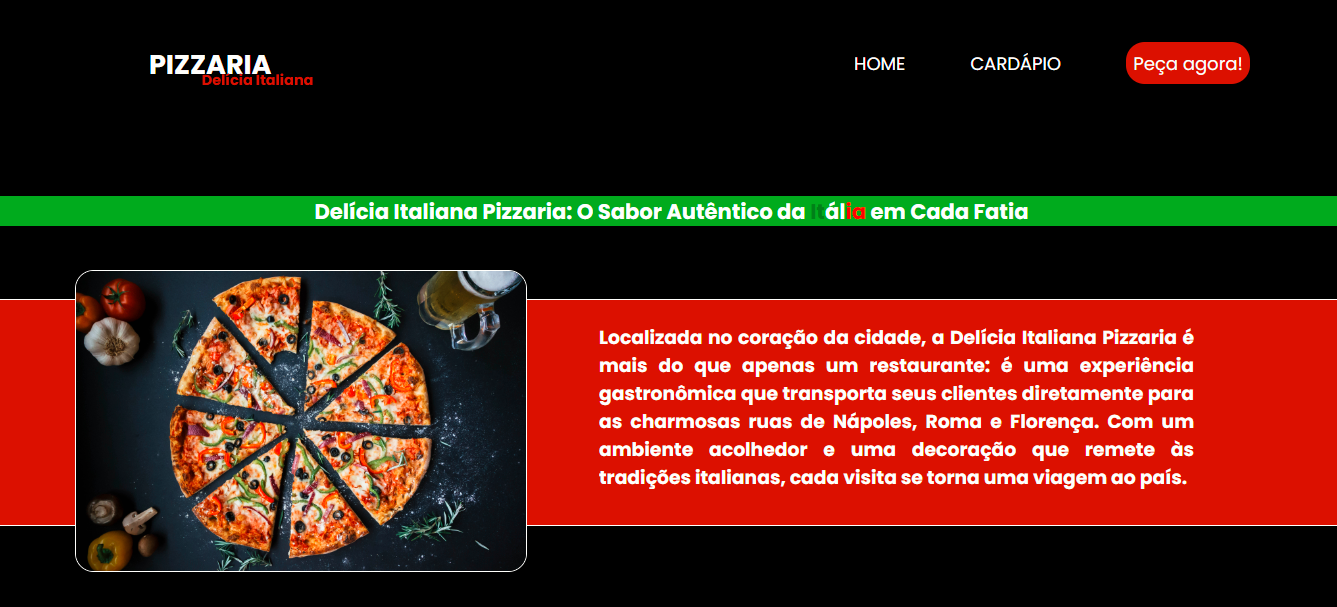 PIZZARIA
Delícia Italiana
HOME
CARDÁPIO
Peça agora!
Delícia Italiana Pizzaria: O Sabor Autêntico da Itália em Cada Fatia
Localizada no coração da cidade, a Delícia Italiana Pizzaria é
mais do que apenas um restaurante: é uma experiência
gastronômica que transporta seus clientes diretamente para
as charmosas ruas de Nápoles, Roma e Florença. Com um
ambiente acolhedor e uma decoração que remete às
tradições italianas, cada visita se torna uma viagem ao país.